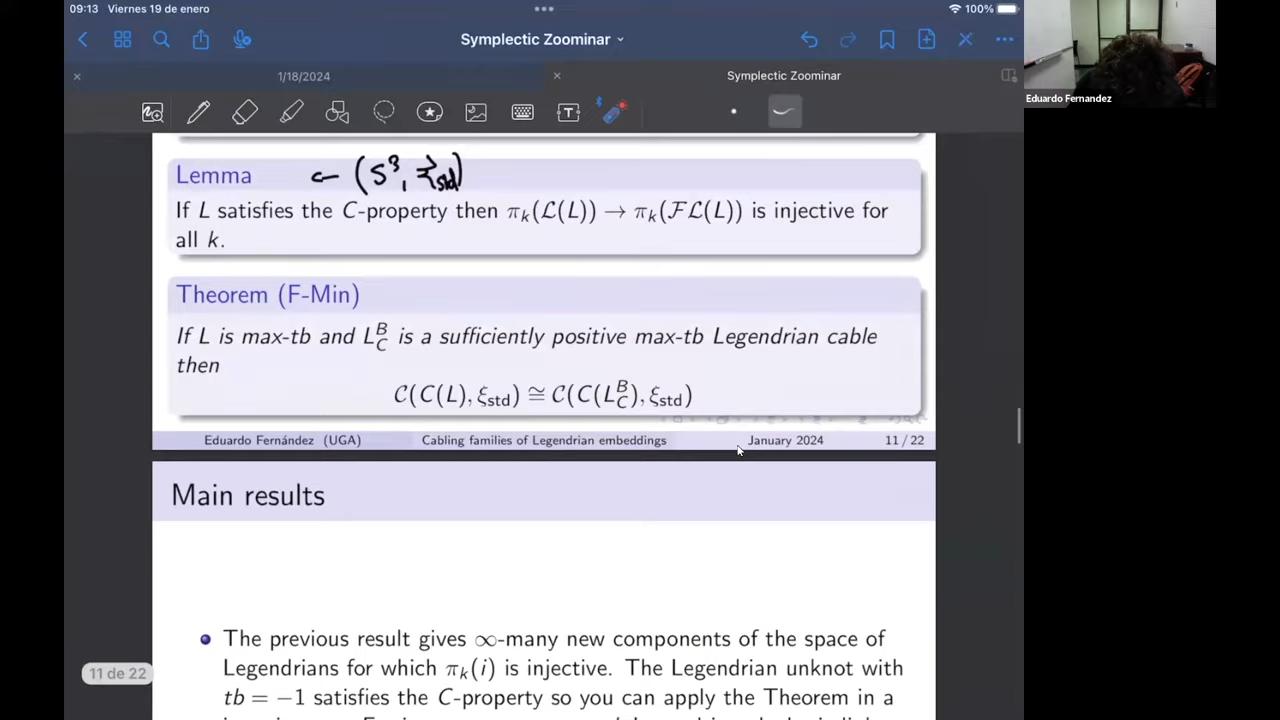 09:13 Viernes 19 de enero
100%
Symplectic Zoominar
1/18/2024
Symplectic Zoominar
Eduardo Fernandez
Lemma ← (S³, ξstd)
If L satisfies the C-property then πₖ(𝓛(L)) → πₖ(𝓕𝓛(L)) is injective for
all k.
Theorem (F-Min)
If L is max-tb and L_C^B is a sufficiently positive max-tb Legendrian cable
then
𝒞(C(L), ξ_std) ≅ 𝒞(C(L_C^B), ξ_std)
Eduardo Fernández (UGA) Cabling families of Legendrian embeddings January 2024 11 / 22
Main results
The previous result gives ∞-many new components of the space of
Legendrians for which πₖ(i) is injective. The Legendrian unknot with
11 de 22
tb = −1 satisfies the C-property so you can apply the Theorem in a